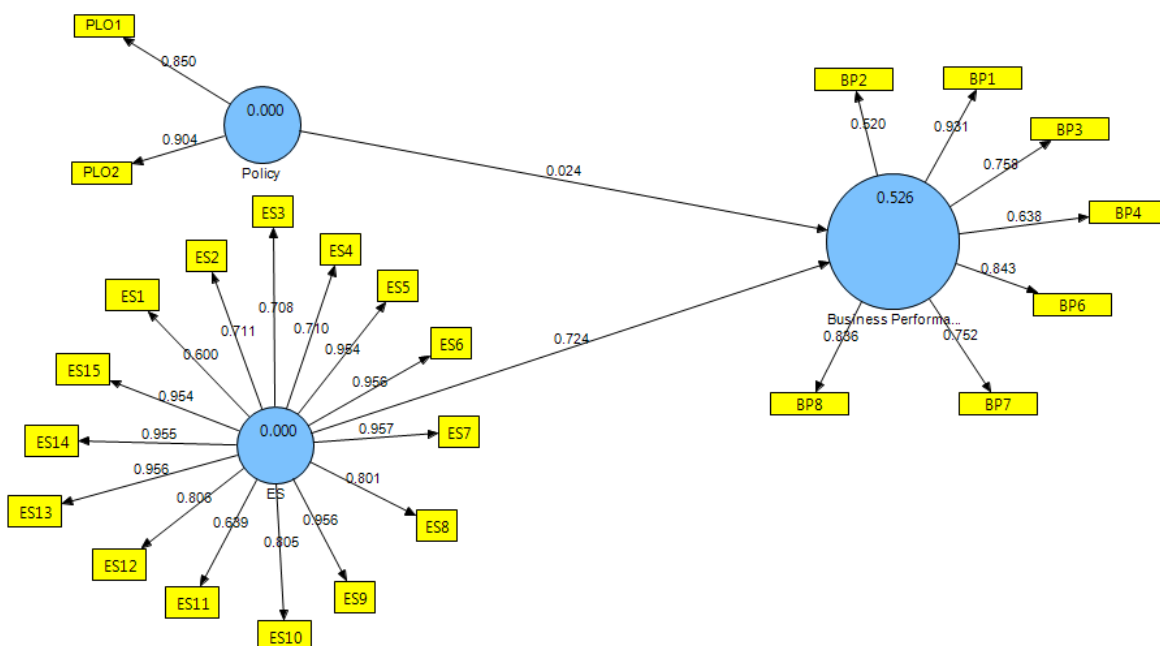 PLO1
0.850
0.000
0.904
PLO2
Policy
0.024
BP2
BP1
BP3
0.520
0.931
0.758
0.526
0.638
BP4
0.843
BP6
Business Performa...
0.836
0.752
BP8
BP7
ES3
ES2
ES4
ES1
ES5
0.708
0.711
0.710
0.954
0.600
ES6
ES15
0.954
0.956
0.724
0.000
ES14
0.955
0.957
ES7
0.956
0.801
ES13
ES
0.806
ES8
0.639
0.805
0.956
ES12
ES11
ES9
ES10